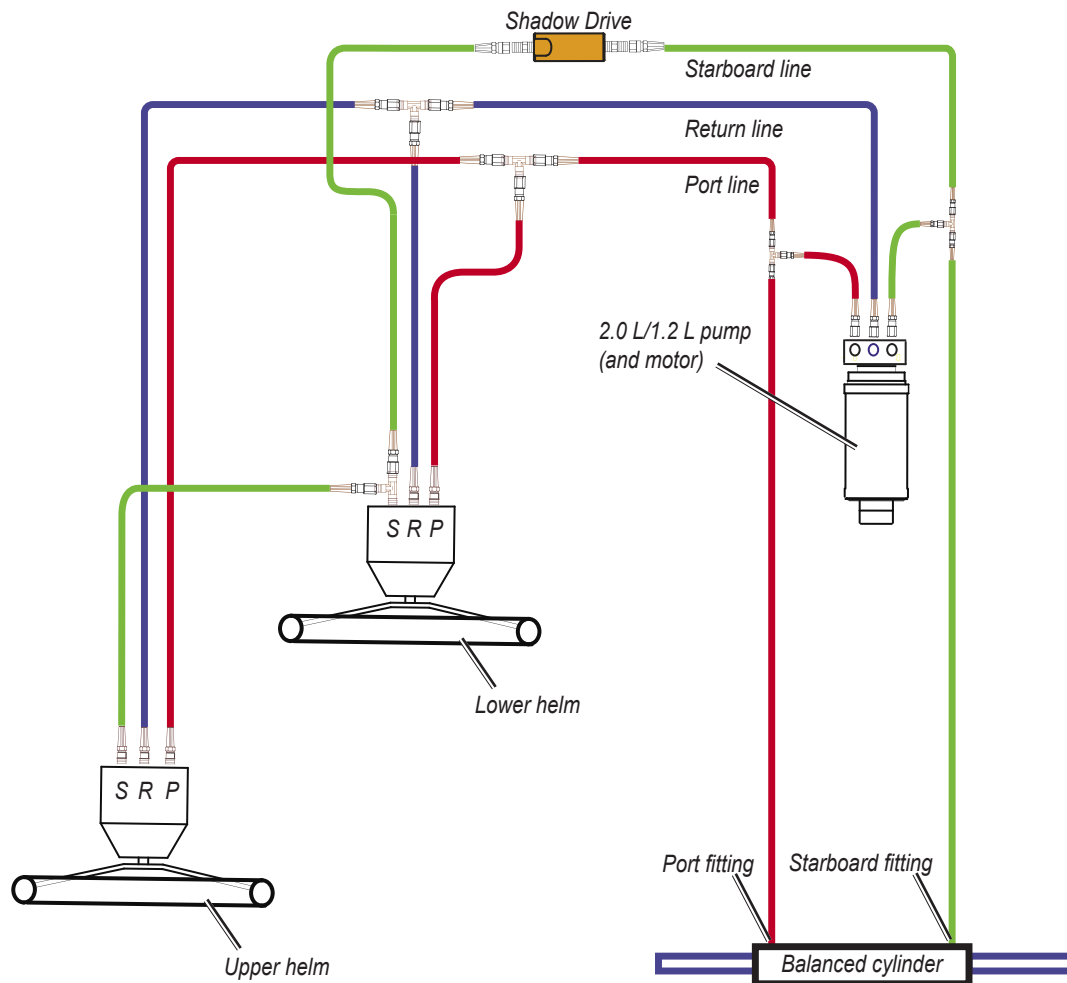 Shadow Drive
Starboard line
Return line
Port line
2.0 L/1.2 L pump
(and motor)
S R P
Lower helm
S R P
Upper helm
Port fitting
Starboard fitting
Balanced cylinder